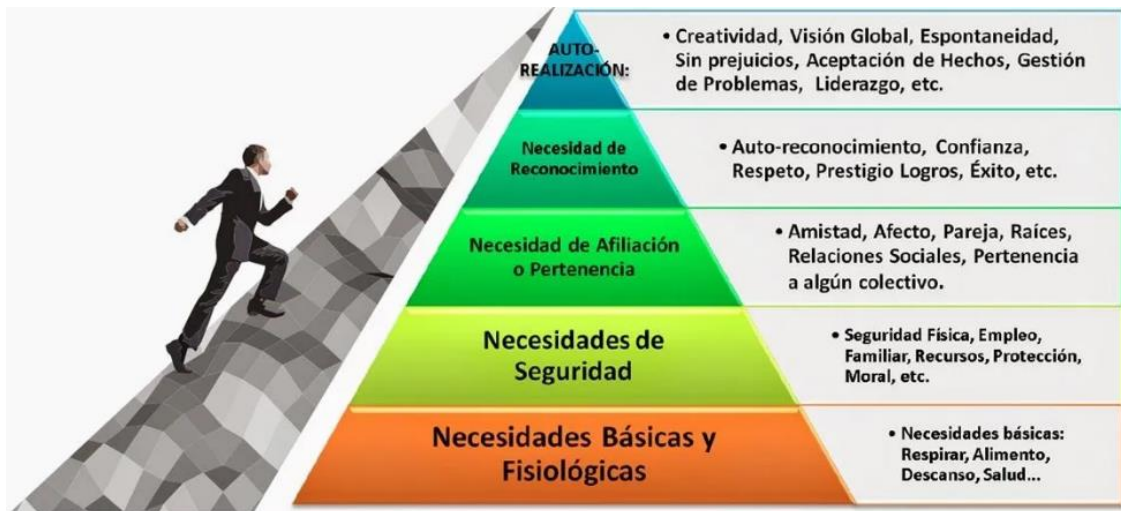 AUTO-
REALIZACIÓN:
• Creatividad, Visión Global, Espontaneidad,
Sin prejuicios, Aceptación de Hechos, Gestión
de Problemas, Liderazgo, etc.
Necesidad de
Reconocimiento
• Auto-reconocimiento, Confianza,
Respeto, Prestigio Logros, Éxito, etc.
Necesidad de Afiliación
o Pertenencia
• Amistad, Afecto, Pareja, Raíces,
Relaciones Sociales, Pertenencia
a algún colectivo.
Necesidades de
Seguridad
• Seguridad Física, Empleo,
Familiar, Recursos, Protección,
Moral, etc.
Necesidades Básicas y
Fisiológicas
• Necesidades básicas:
Respirar, Alimento,
Descanso, Salud...